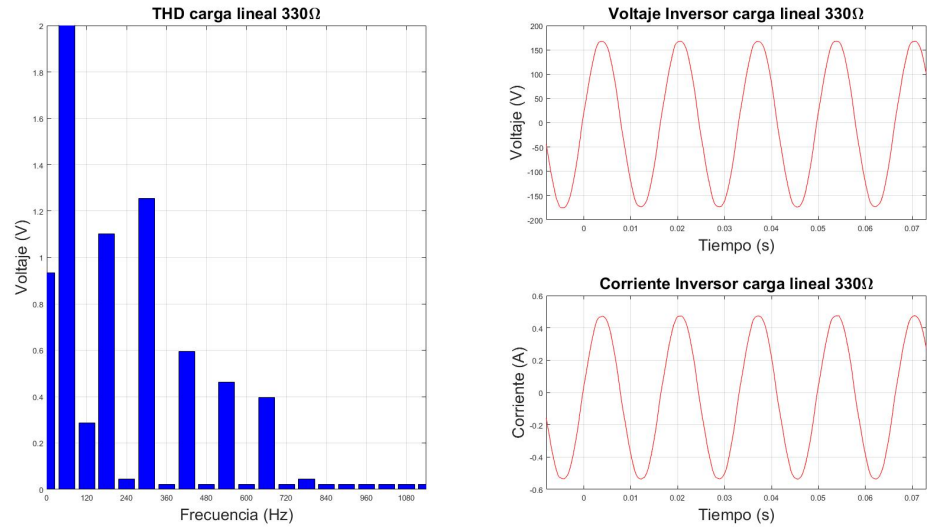 THD carga lineal 330Ω
Voltaje (V)
2
1.8
1.6
1.4
1.2
1
0.8
0.6
0.4
0.2
0
0 120 240 360 480 600 720 840 960 1080
Frecuencia (Hz)
Voltaje Inversor carga lineal 330Ω
Voltaje (V)
200
150
100
50
0
-50
-100
-150
-200
0 0.01 0.02 0.03 0.04 0.05 0.06 0.07
Tiempo (s)
Corriente Inversor carga lineal 330Ω
Corriente (A)
0.6
0.4
0.2
0
-0.2
-0.4
-0.6
0 0.01 0.02 0.03 0.04 0.05 0.06 0.07
Tiempo (s)